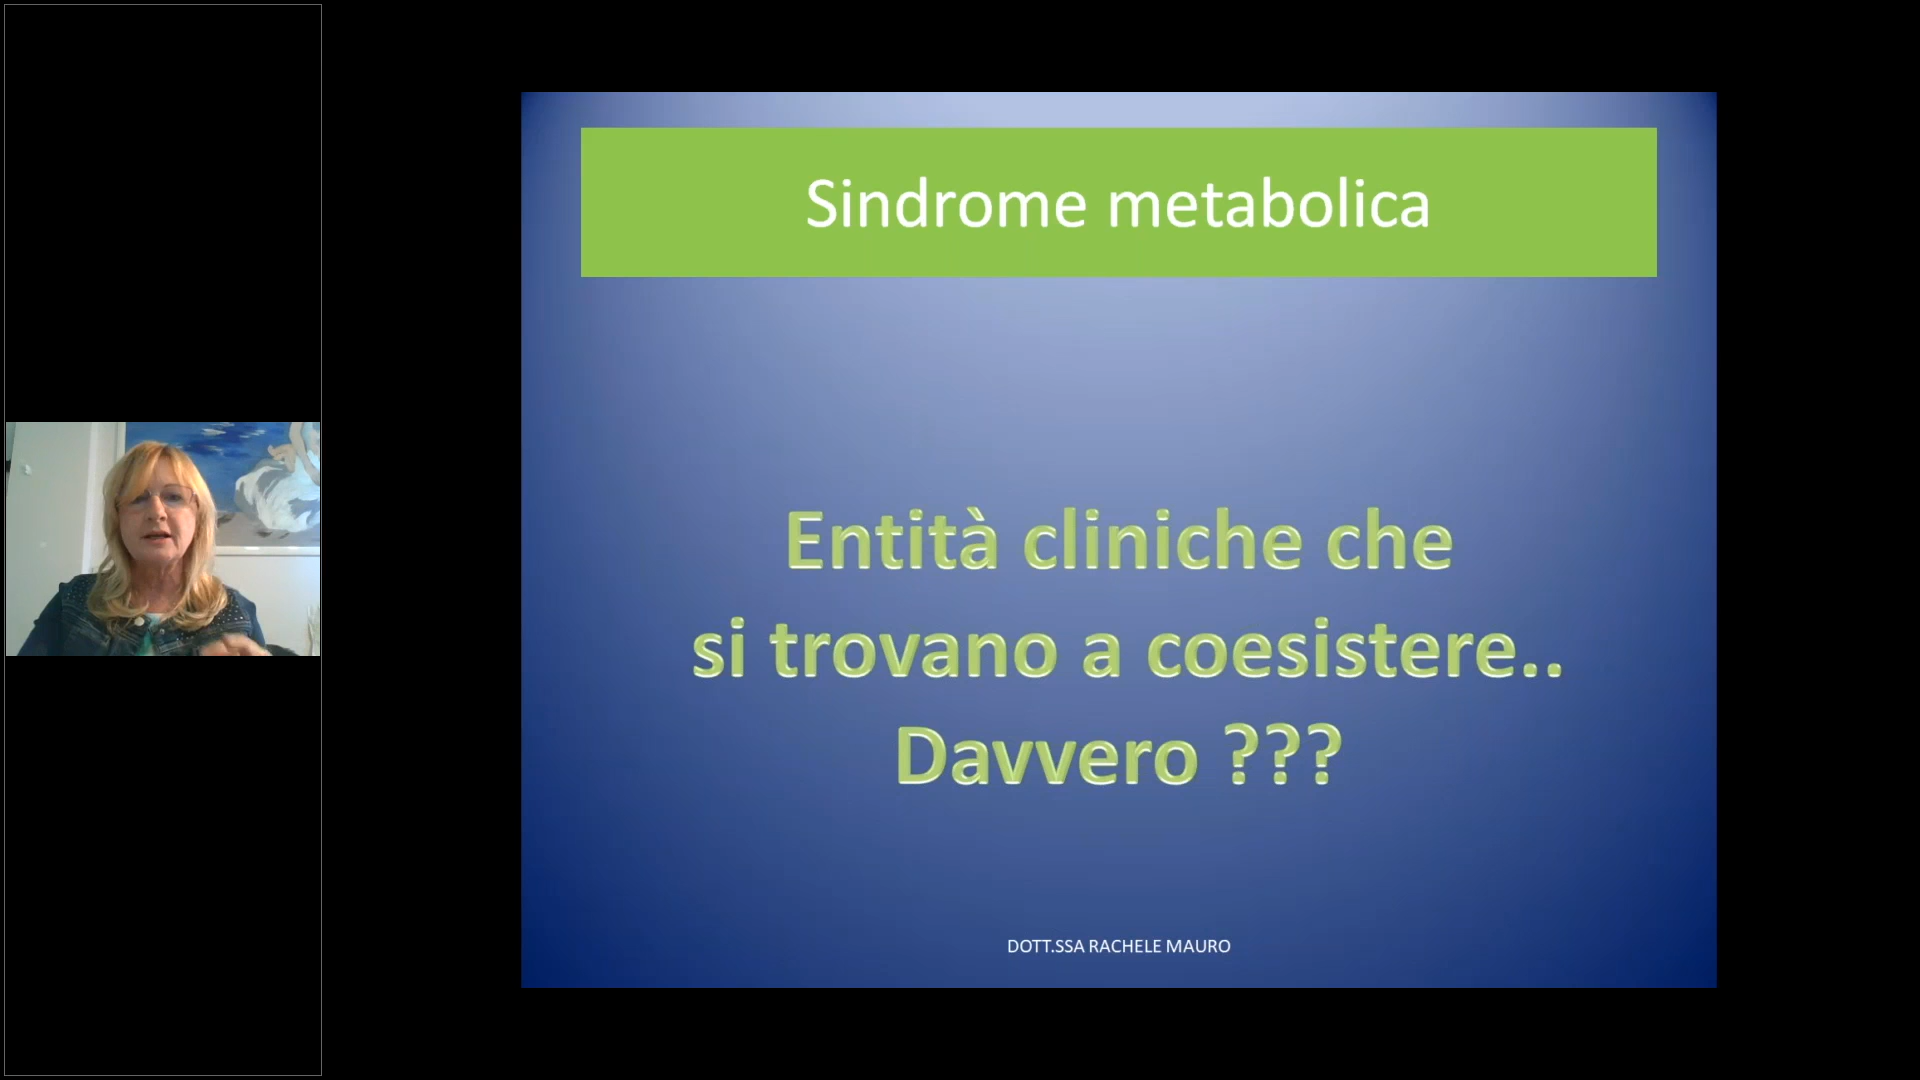 Sindrome metabolica
Entità cliniche che
si trovano a coesistere..
Davvero ???
DOTT.SSA RACHELE MAURO